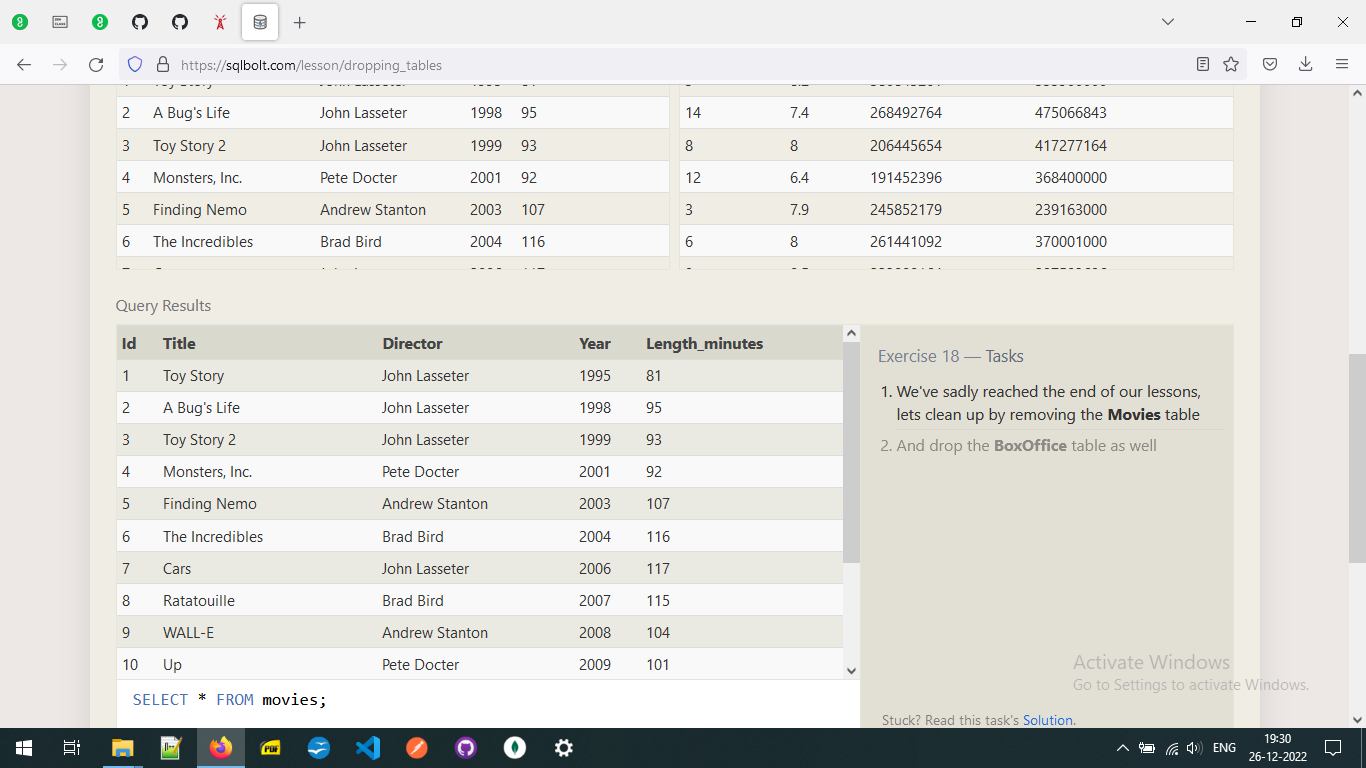 https://sqlbolt.com/lesson/dropping_tables
2 A Bug's Life John Lasseter 1998 95 14 7.4 268492764 475066843
3 Toy Story 2 John Lasseter 1999 93 8 8 206445654 417277164
4 Monsters, Inc. Pete Docter 2001 92 12 6.4 191452396 368400000
5 Finding Nemo Andrew Stanton 2003 107 3 7.9 245852179 239163000
6 The Incredibles Brad Bird 2004 116 6 8 261441092 370001000
Query Results
Id Title Director Year Length_minutes
1 Toy Story John Lasseter 1995 81
2 A Bug's Life John Lasseter 1998 95
3 Toy Story 2 John Lasseter 1999 93
4 Monsters, Inc. Pete Docter 2001 92
5 Finding Nemo Andrew Stanton 2003 107
6 The Incredibles Brad Bird 2004 116
7 Cars John Lasseter 2006 117
8 Ratatouille Brad Bird 2007 115
9 WALL-E Andrew Stanton 2008 104
10 Up Pete Docter 2009 101
SELECT * FROM movies;
Exercise 18 — Tasks
1. We've sadly reached the end of our lessons,
lets clean up by removing the Movies table
2. And drop the BoxOffice table as well
Activate Windows
Go to Settings to activate Windows.
Stuck? Read this task's Solution.
PDF
ENG
19:30
26-12-2022